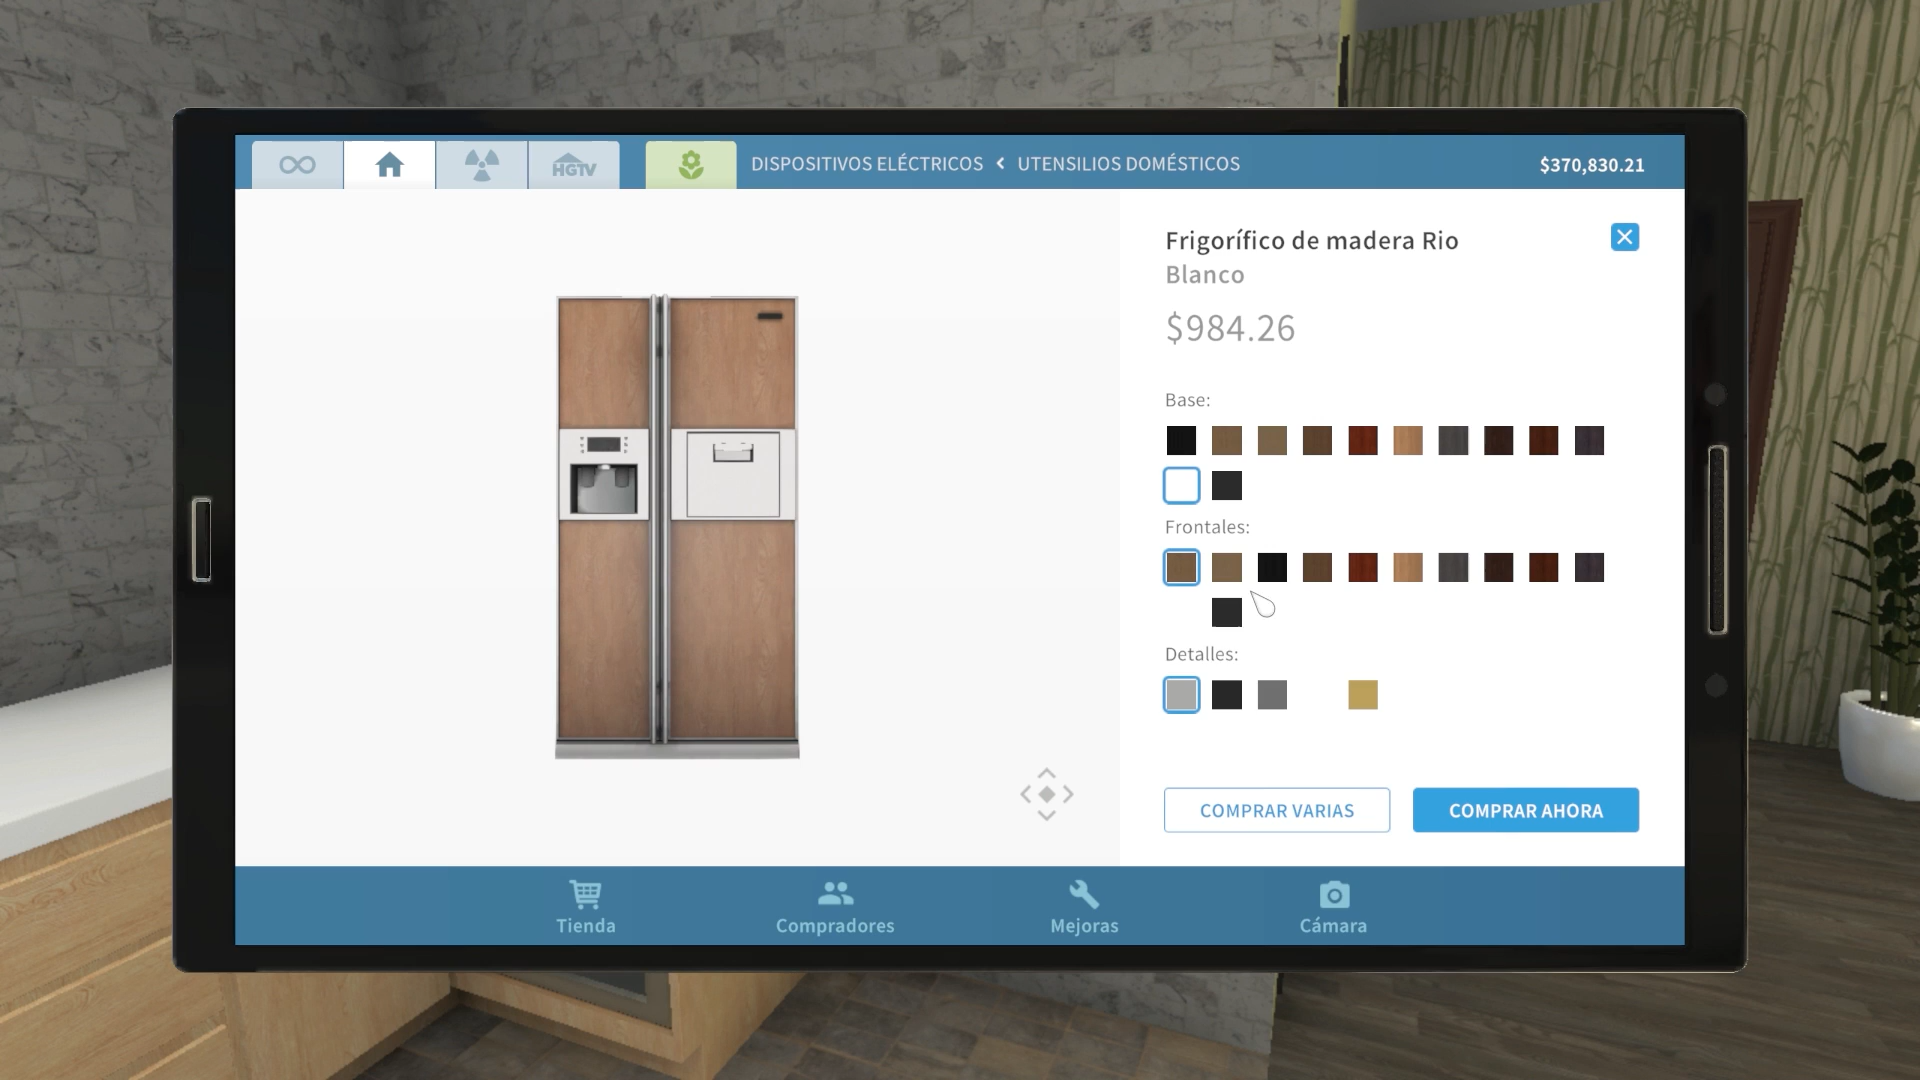 HGTV
DISPOSITIVOS ELÉCTRICOS < UTENSILIOS DOMÉSTICOS
$370,830.21
Frigorífico de madera Rio
Blanco
$984.26
Base:
Frontales:
Detalles:
COMPRAR VARIAS
COMPRAR AHORA
Tienda
Compradores
Mejoras
Cámara